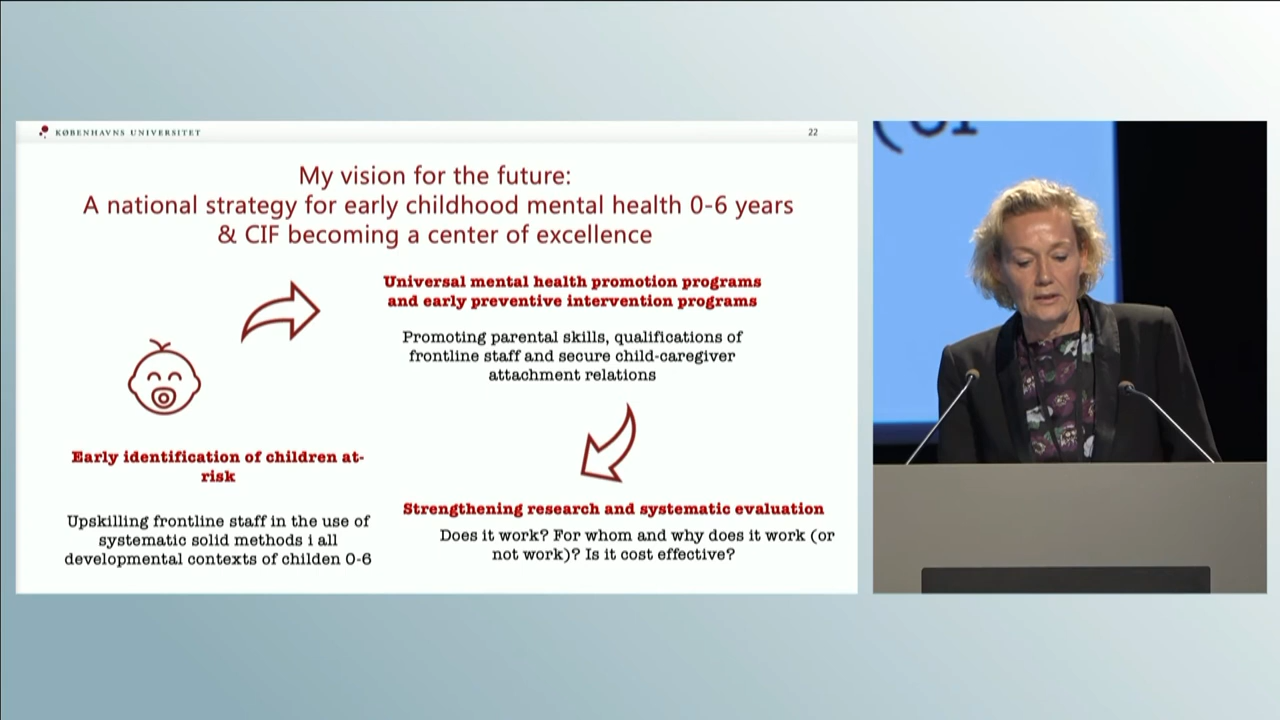 KØBENHAVNS UNIVERSITET
22
My vision for the future:
A national strategy for early childhood mental health 0-6 years
& CIF becoming a center of excellence
Universal mental health promotion programs
and early preventive intervention programs
Promoting parental skills, qualifications of
frontline staff and secure child-caregiver
attachment relations
Early identification of children at-
risk
Upskilling frontline staff in the use of
systematic solid methods i all
developmental contexts of childen 0-6
Strengthening research and systematic evaluation
Does it work? For whom and why does it work (or
not work)? Is it cost effective?
(or